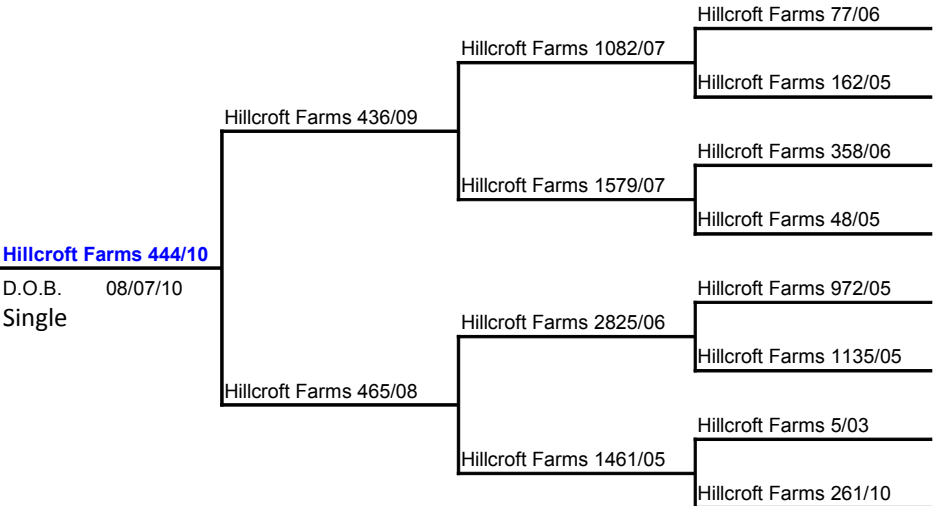 Hillcroft Farms 77/06
Hillcroft Farms 1082/07
Hillcroft Farms 162/05
Hillcroft Farms 436/09
Hillcroft Farms 358/06
Hillcroft Farms 1579/07
Hillcroft Farms 48/05
Hillcroft Farms 444/10
D.O.B. 08/07/10
Single
Hillcroft Farms 972/05
Hillcroft Farms 2825/06
Hillcroft Farms 1135/05
Hillcroft Farms 465/08
Hillcroft Farms 5/03
Hillcroft Farms 1461/05
Hillcroft Farms 261/10